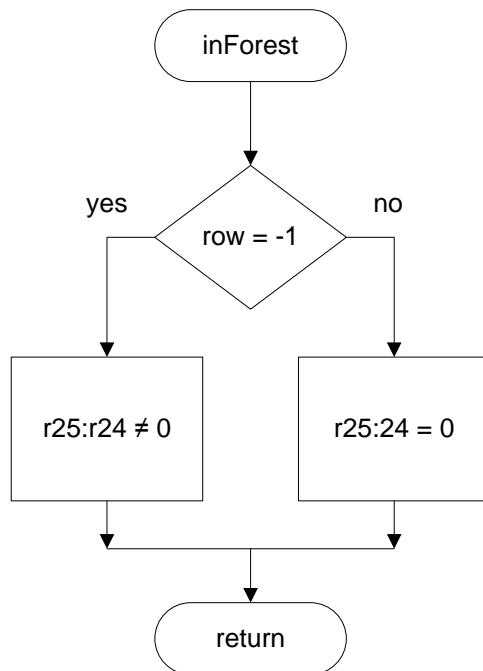 inForest
yes
no
row = -1
r25:r24 ≠ 0
r25:24 = 0
return